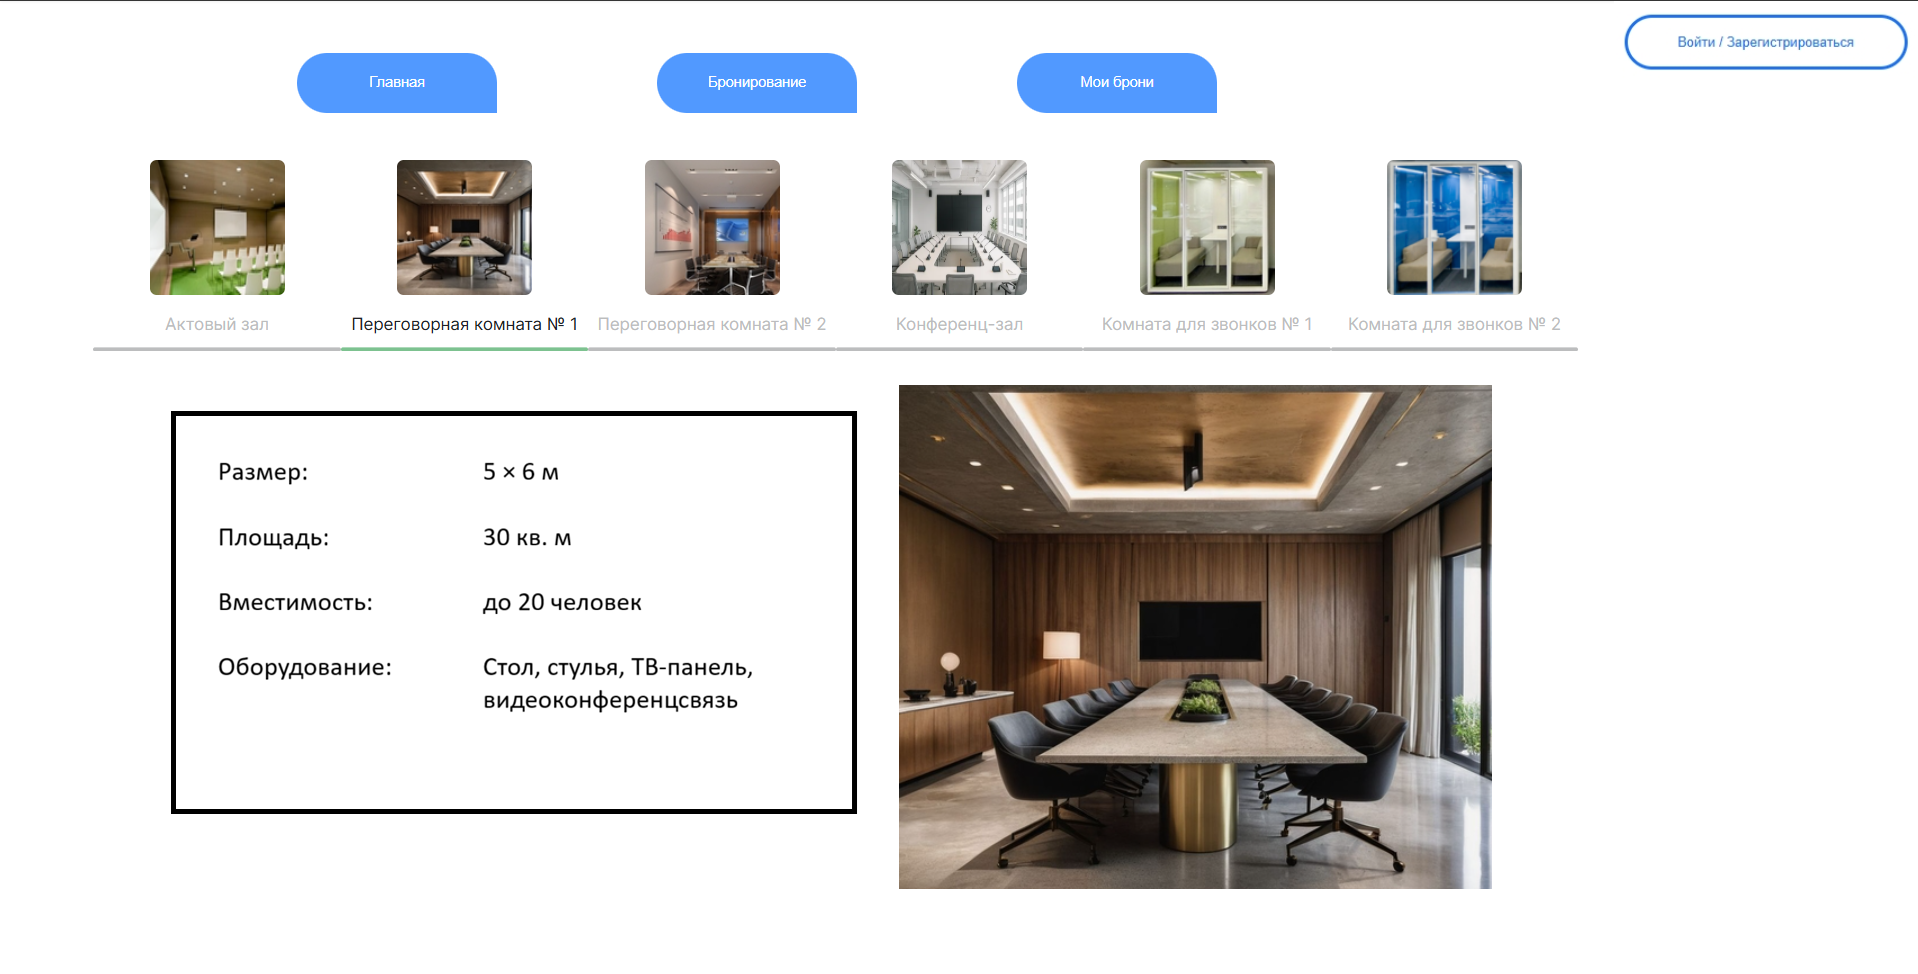 Войти / Зарегистрироваться
Главная
Бронирование
Мои брони
Актовый зал
Переговорная комната № 1
Переговорная комната № 2
Конференц-зал
Комната для звонков № 1
Комната для звонков № 2
Размер: 5 × 6 м
Площадь: 30 кв. м
Вместимость: до 20 человек
Оборудование: Стол, стулья, ТВ-панель,
видеоконференцсвязь